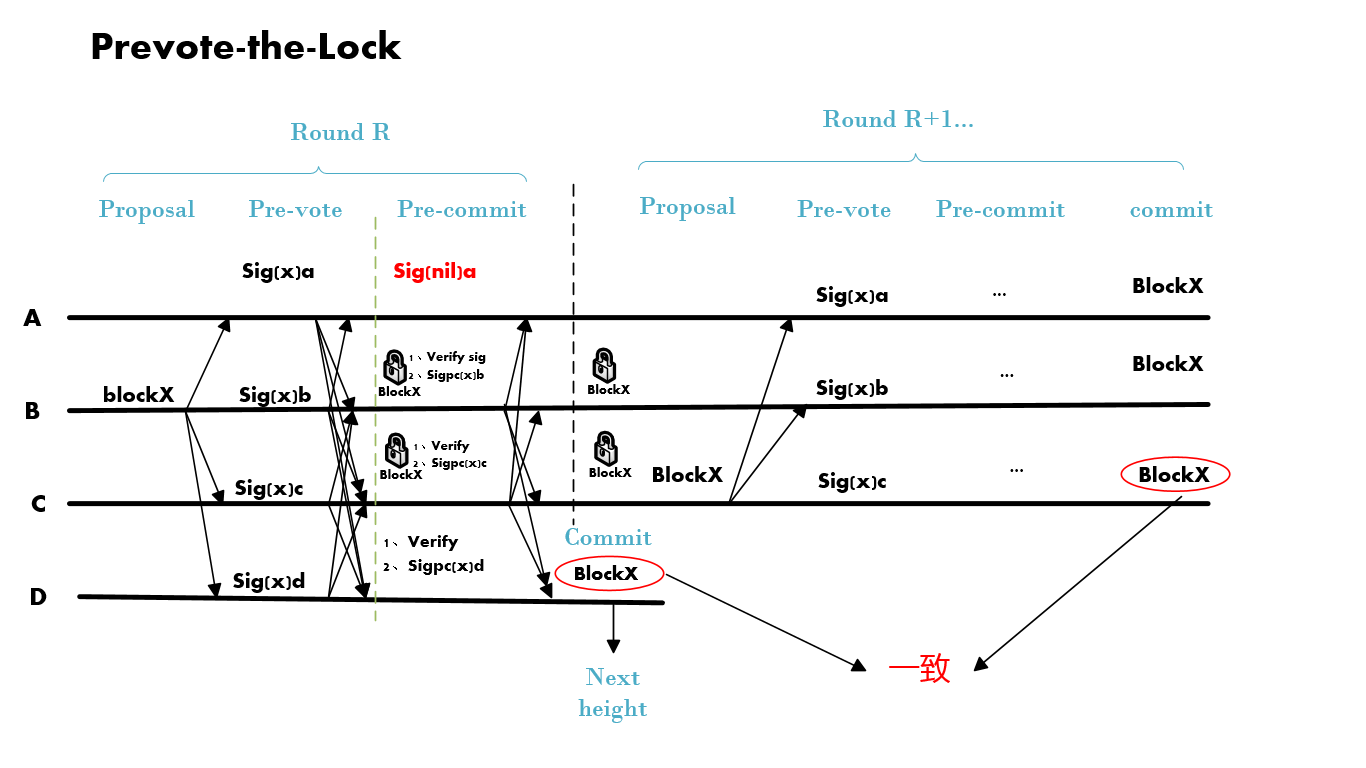 Prevote-the-Lock
Round R
Round R+1...
Proposal
Pre-vote
Pre-commit
Proposal
Pre-vote
Pre-commit
commit
Sig(x)a
Sig(nil)a
Sig(x)a
...
BlockX
A
1、Verify sig
2、Sigpc(x)b
BlockX
BlockX
blockX
Sig(x)b
Sig(x)b
...
BlockX
B
1、Verify
2、Sigpc(x)c
BlockX
BlockX
BlockX
Sig(x)c
Sig(x)c
...
BlockX
C
1、Verify
2、Sigpc(x)d
Commit
BlockX
Sig(x)d
D
Next
height
一致